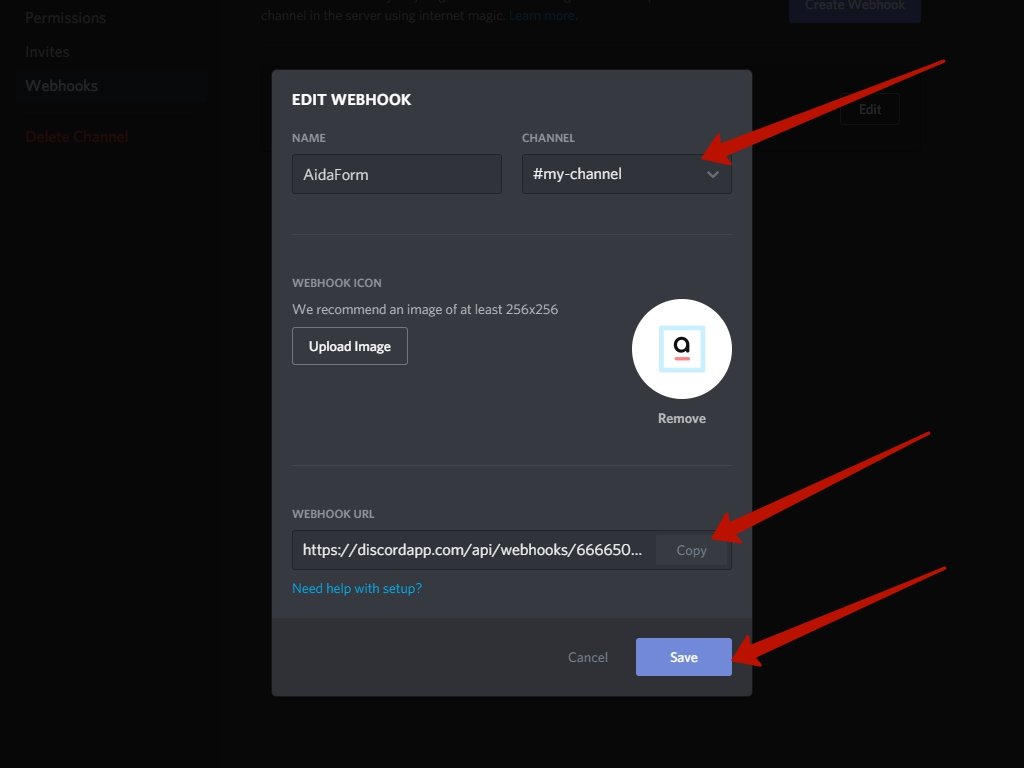 Permissions
channel in the server using internet magic. Learn more.
Create Webhook
Invites
Webhooks
Delete Channel
Edit
EDIT WEBHOOK
NAME
CHANNEL
AidaForm
#my-channel
WEBHOOK ICON
We recommend an image of at least 256x256
Upload Image
a
Remove
WEBHOOK URL
https://discordapp.com/api/webhooks/666650...
Copy
Need help with setup?
Cancel
Save